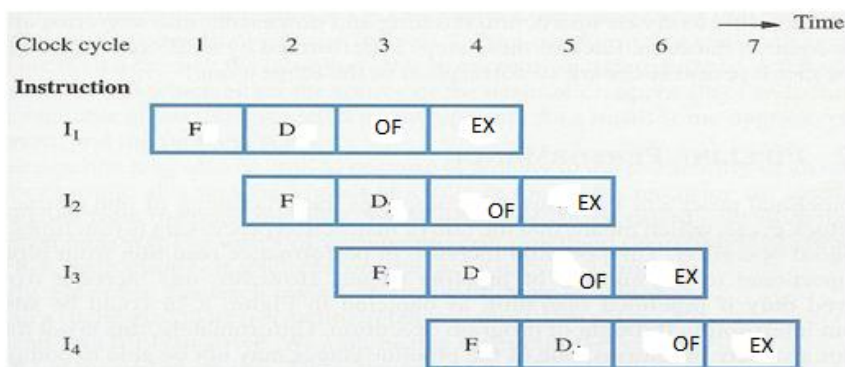 Time
Clock cycle 1 2 3 4 5 6 7
Instruction
I1 F D OF EX
I2 F D OF EX
I3 F D OF EX
I4 F D OF EX